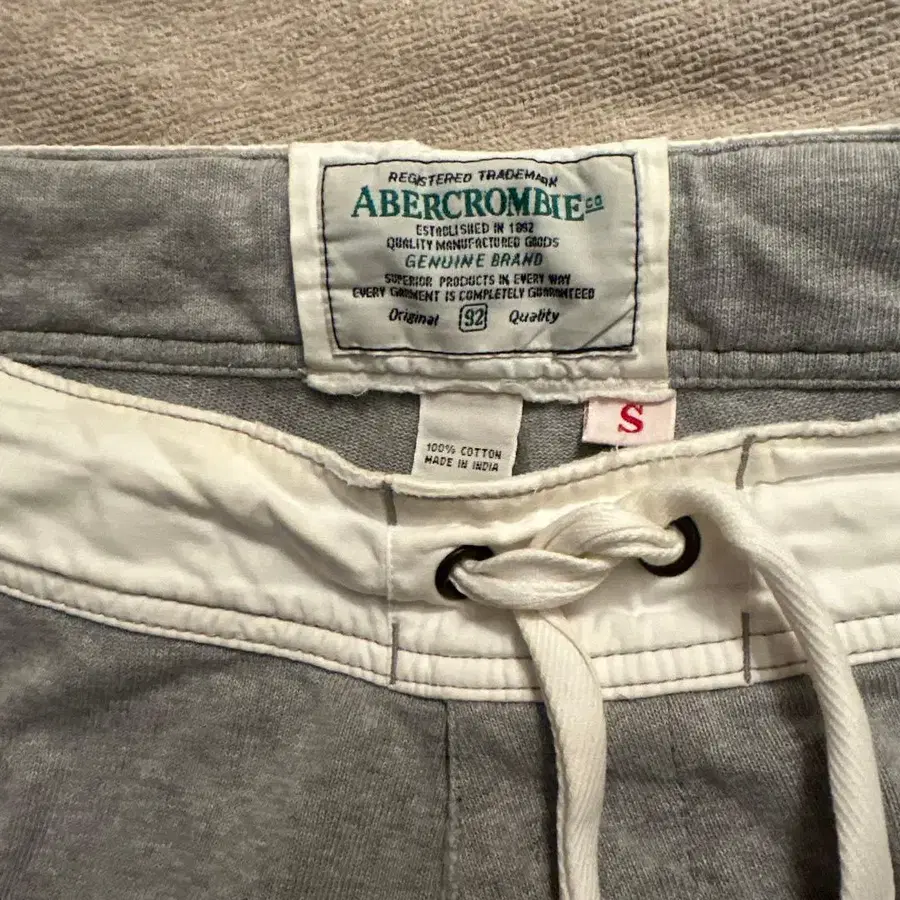 REGISTERED TRADEMARK
ABERCROMBIE CO
ESTABLISHED IN 1892
QUALITY MANUFACTURED GOODS
GENUINE BRAND
SUPERIOR PRODUCTS IN EVERY WAY
EVERY GARMENT IS COMPLETELY GUARANTEED
Original 92 Quality
S
100% COTTON
MADE IN INDIA